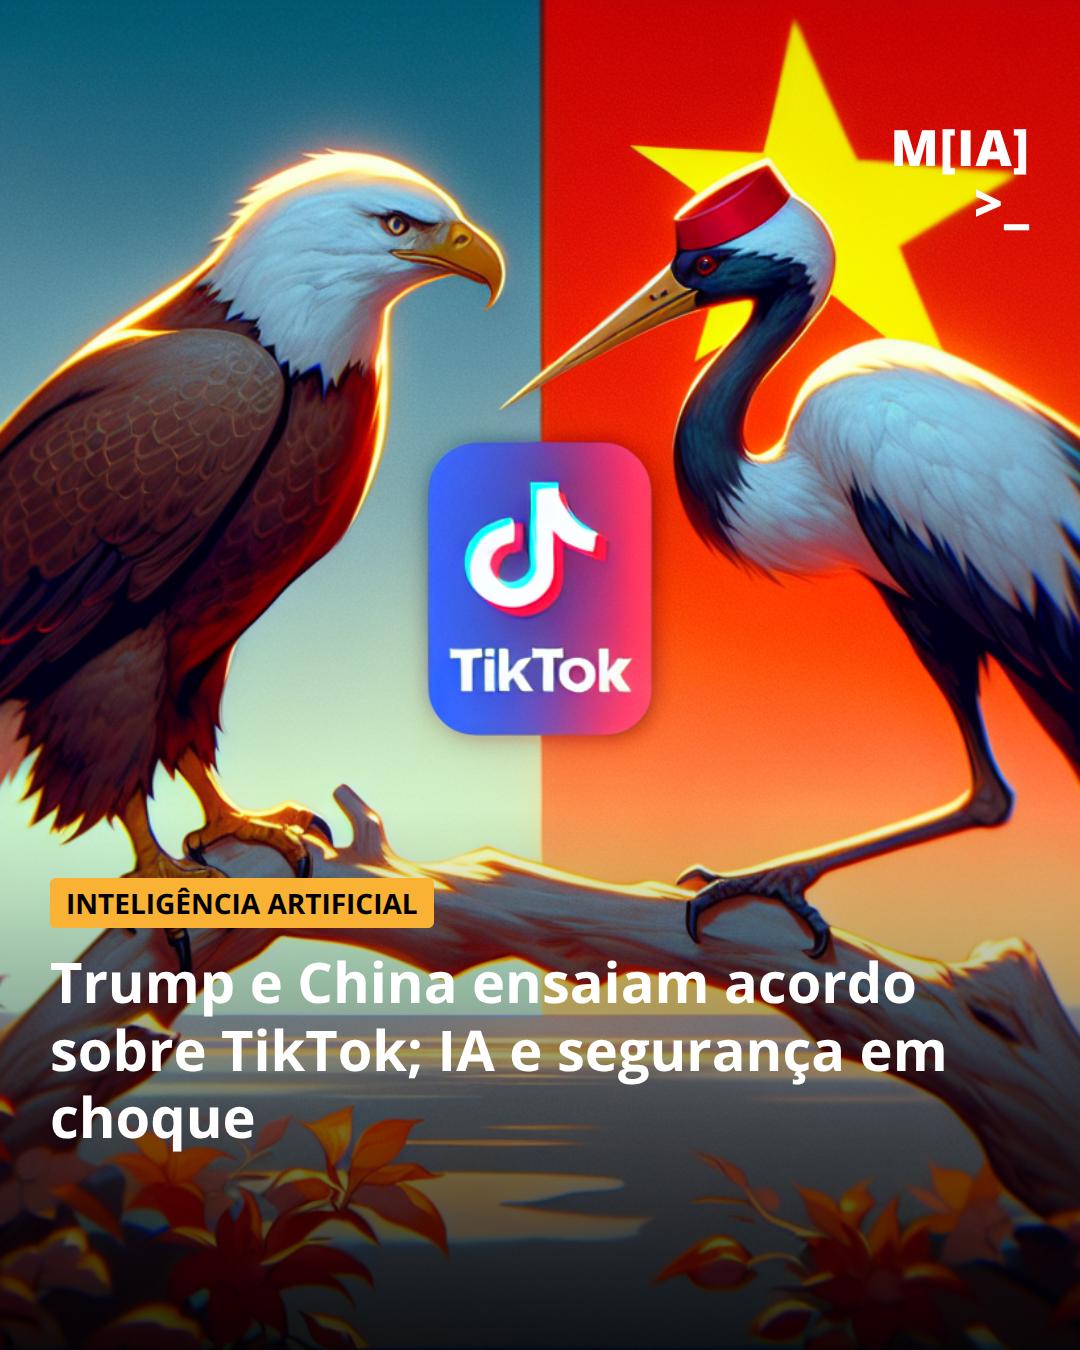 M[IA]
>_
TikTok
INTELIGÊNCIA ARTIFICIAL
Trump e China ensaiam acordo
sobre TikTok; IA e segurança em
choque